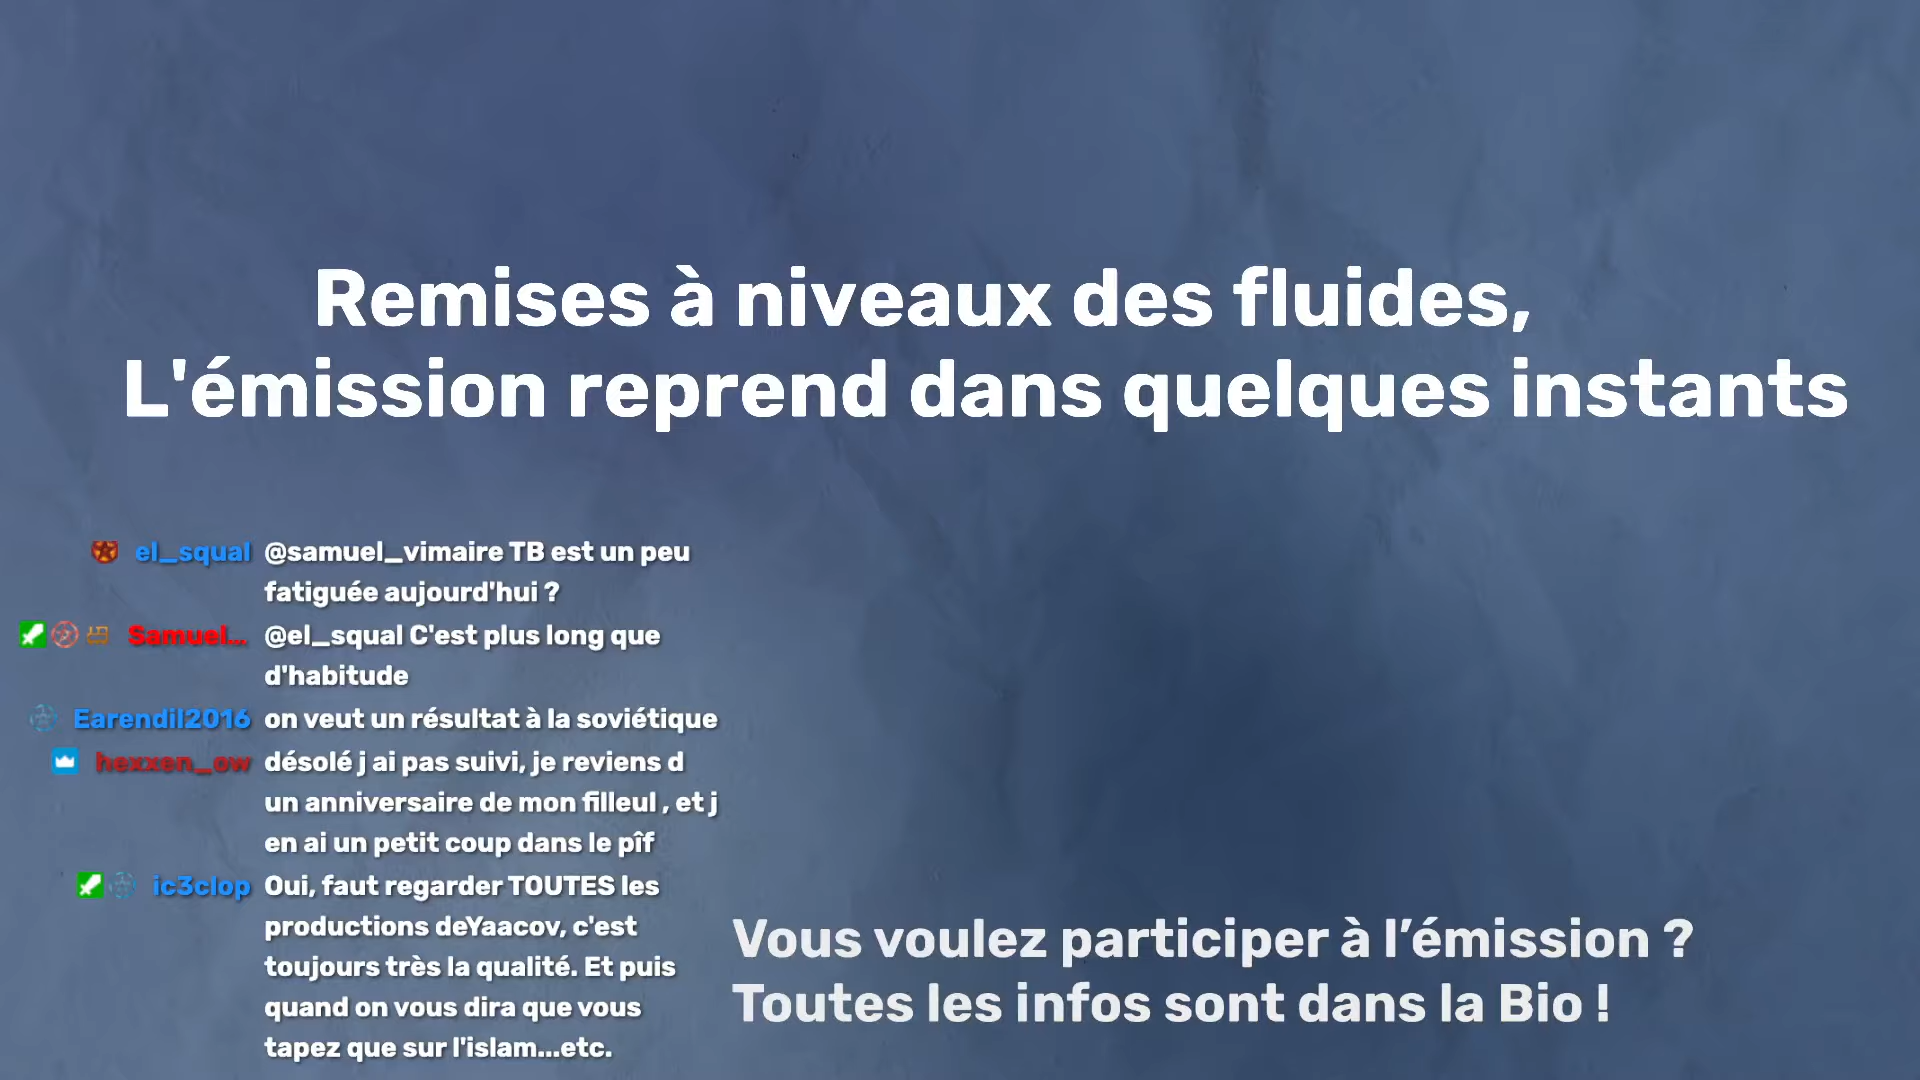 Remises à niveaux des fluides,
L'émission reprend dans quelques instants
el_squal @samuel_vimaire TB est un peu
fatiguée aujourd'hui ?
Samuel... @el_squal C'est plus long que
d'habitude
Earendil2016 on veut un résultat à la soviétique
hexxen_ow désolé j ai pas suivi, je reviens d
un anniversaire de mon filleul , et j
en ai un petit coup dans le pîf
ic3clop Oui, faut regarder TOUTES les
productions deYaacov, c'est
toujours très la qualité. Et puis
quand on vous dira que vous
tapez que sur l'islam...etc.
Vous voulez participer à l’émission ?
Toutes les infos sont dans la Bio !